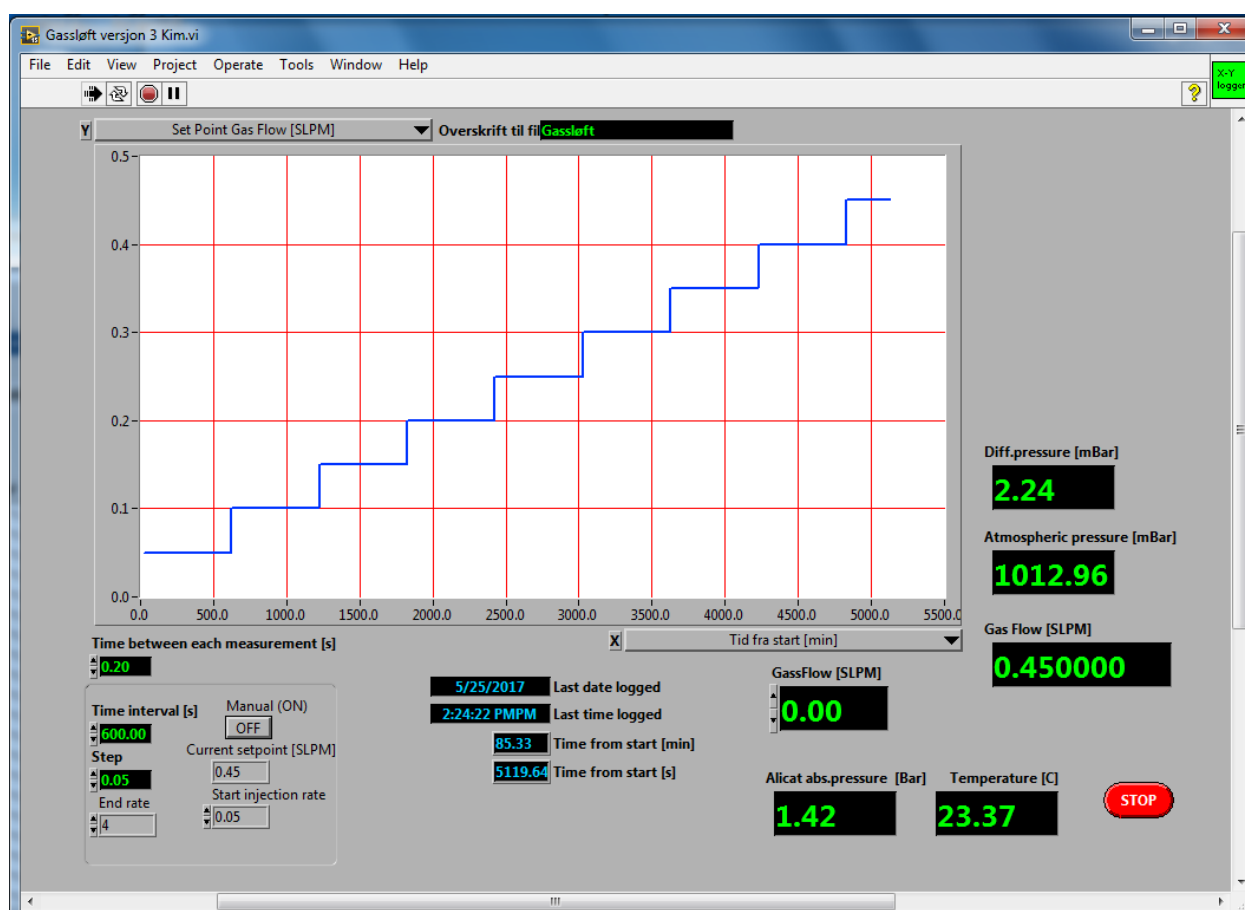 Gassløft versjon 3 Kim.vi
File Edit View Project Operate Tools Window Help
X-Y
logger
Y Set Point Gas Flow [SLPM] Overskrift til fil Gassløft
0.5
0.4
0.3
0.2
0.1
0.0
0.0 500.0 1000.0 1500.0 2000.0 2500.0 3000.0 3500.0 4000.0 4500.0 5000.0 5500.0
X Tid fra start [min]
Diff.pressure [mBar]
2.24
Atmospheric pressure [mBar]
1012.96
Gas Flow [SLPM]
0.450000
Time between each measurement [s]
0.20
Time interval [s]
600.00
Step
0.05
End rate
4
Manual (ON)
OFF
Current setpoint [SLPM]
0.45
Start injection rate
0.05
5/25/2017 Last date logged
2:24:22 PMPM Last time logged
85.33 Time from start [min]
5119.64 Time from start [s]
GassFlow [SLPM]
0.00
Alicat abs.pressure [Bar]
1.42
Temperature [C]
23.37
STOP